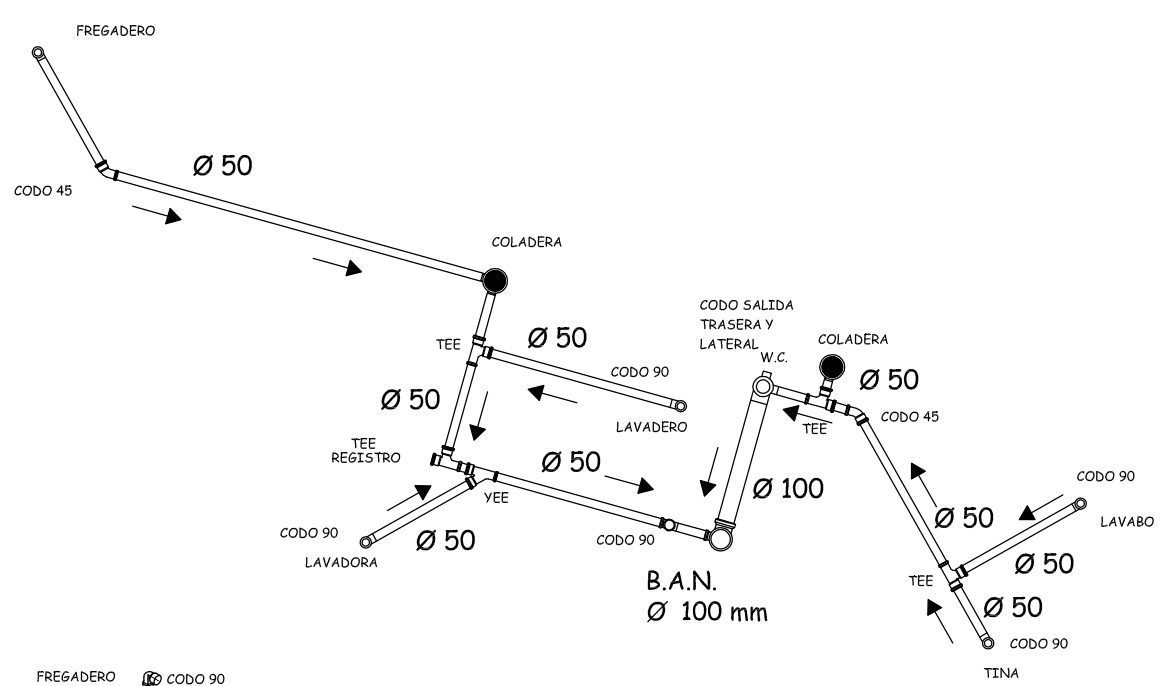 FREGADERO
Ø 50
CODO 45
COLADERA
CODO SALIDA
TRASERA Y
LATERAL
W.C.
COLADERA
TEE
Ø 50
CODO 90
Ø 50
Ø 50
LAVADERO
TEE
CODO 45
TEE
REGISTRO
Ø 50
Ø 100
CODO 90
YEE
Ø 50
LAVABO
CODO 90
LAVADORA
Ø 50
CODO 90
Ø 50
TEE
B.A.N.
Ø 100 mm
Ø 50
CODO 90
TINA
FREGADERO
CODO 90